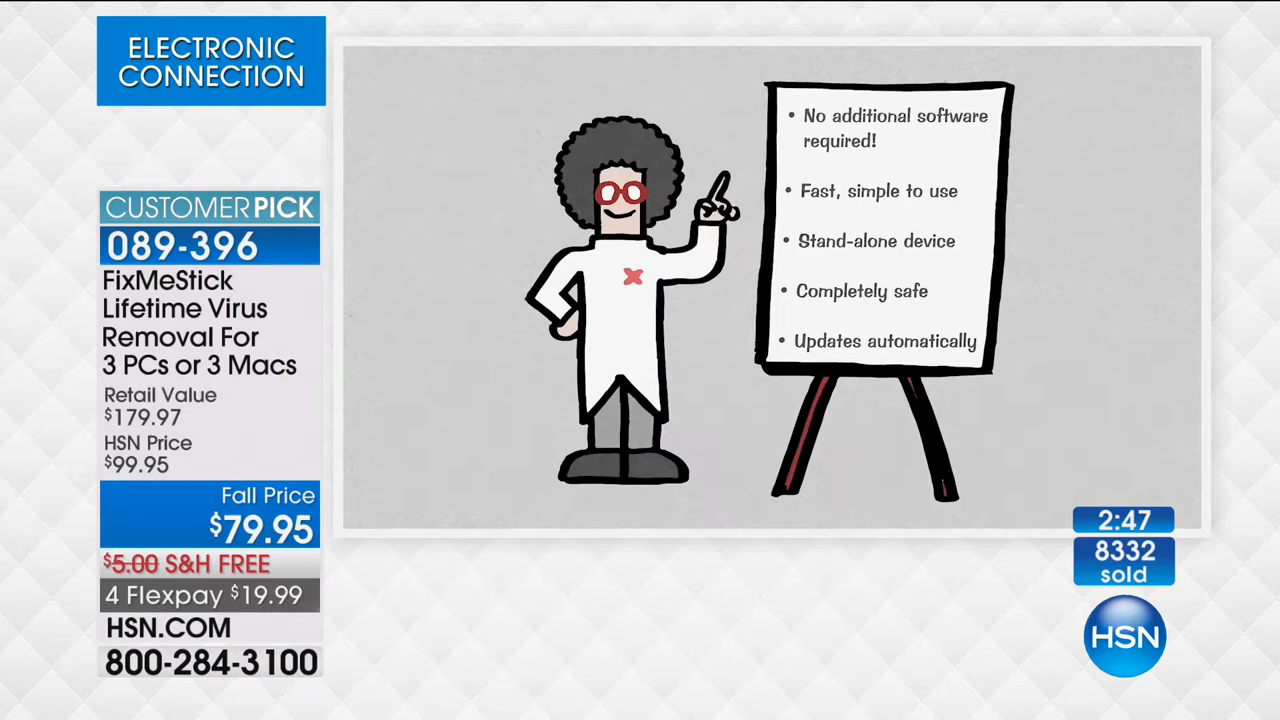 ELECTRONIC
CONNECTION
CUSTOMER PICK
089-396
FixMeStick
Lifetime Virus
Removal For
3 PCs or 3 Macs
Retail Value
$179.97
HSN Price
$99.95
Fall Price
$79.95
$5.00 S&H FREE
4 Flexpay $19.99
HSN.COM
800-284-3100
• No additional software
required!
• Fast, simple to use
• Stand-alone device
• Completely safe
• Updates automatically
2:47
8332
sold
HSN